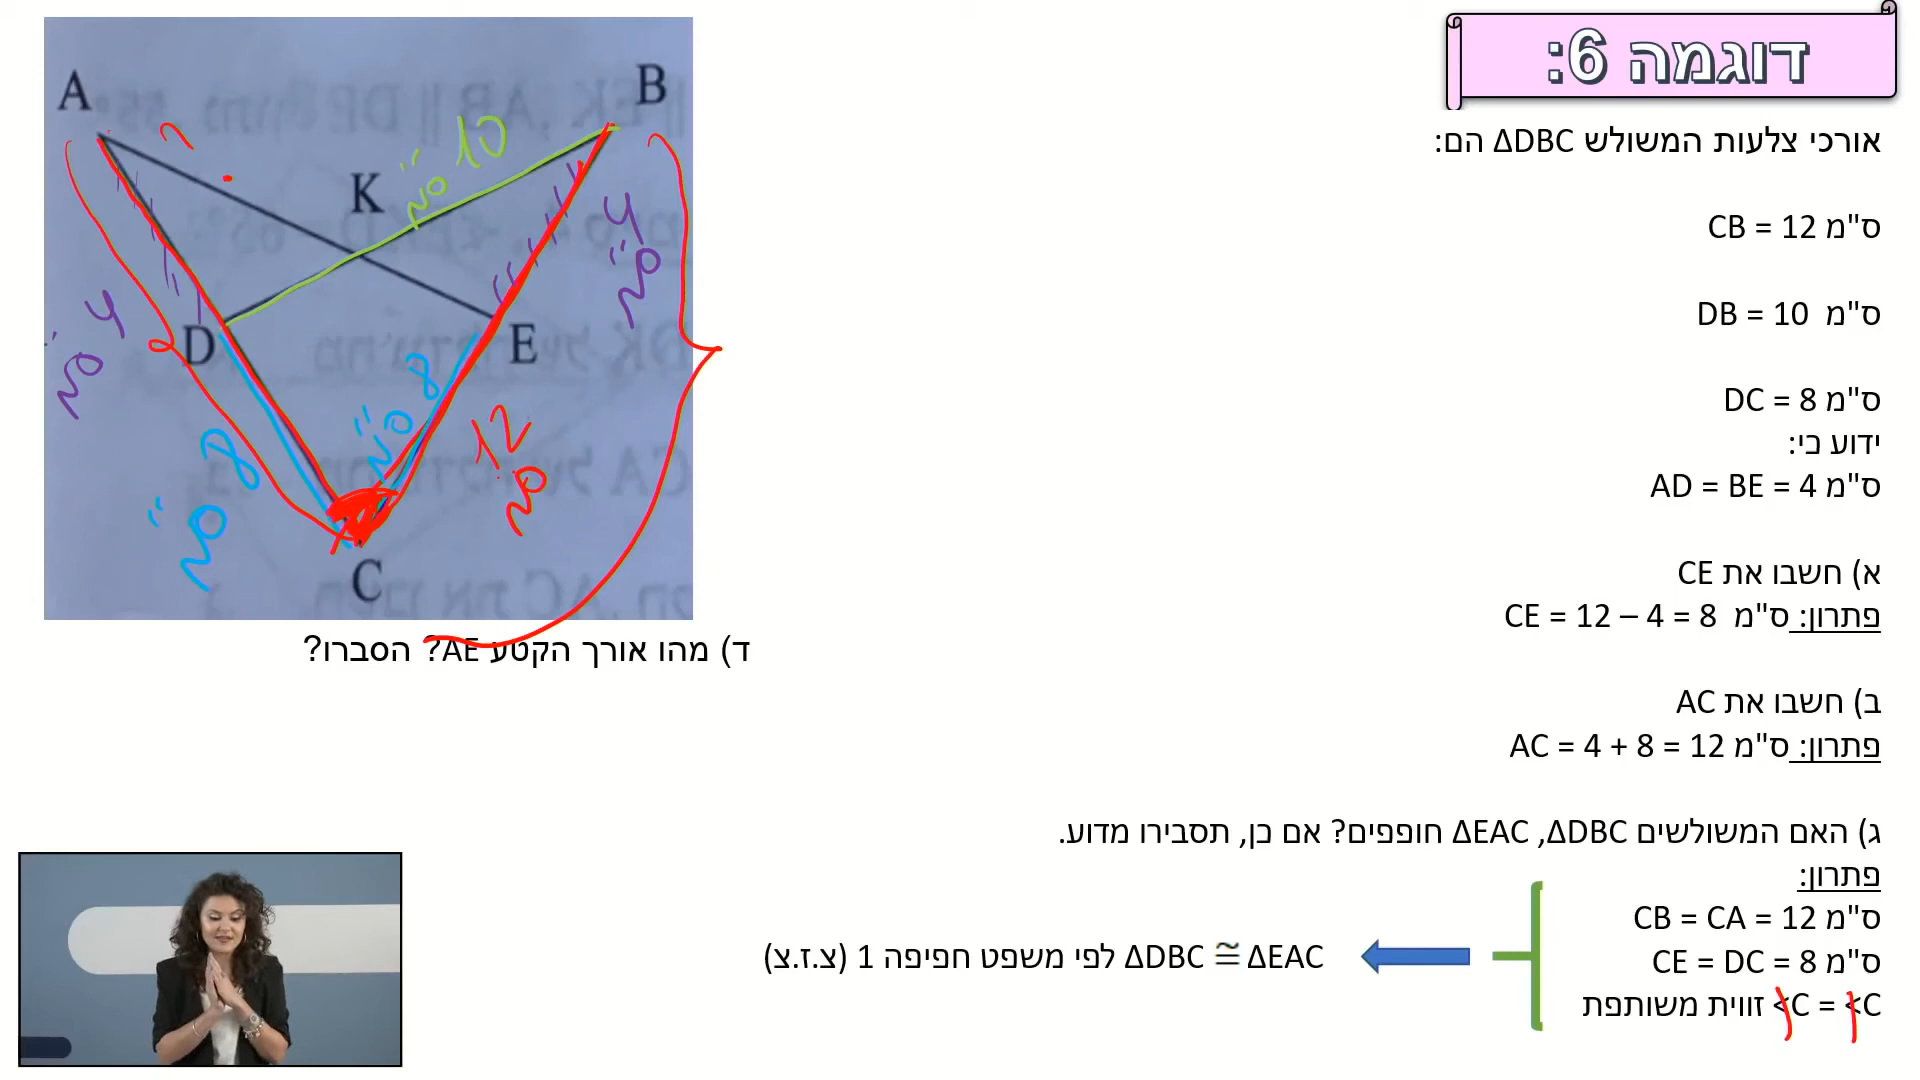 דוגמה 6:
אורכי צלעות המשולש ΔDBC הם:
CB = 12 ס"מ
DB = 10 ס"מ
DC = 8 ס"מ
ידוע כי:
AD = BE = 4 ס"מ
א) חשבו את CE
פתרון: CE = 12 – 4 = 8 ס"מ
ב) חשבו את AC
פתרון: AC = 4 + 8 = 12 ס"מ
ג) האם המשולשים ΔEAC ,ΔDBC חופפים? אם כן, תסבירו מדוע.
פתרון:
CB = CA = 12 ס"מ
CE = DC = 8 ס"מ
<C = <C זווית משותפת
ΔDBC ≅ ΔEAC לפי משפט חפיפה 1 (צ.ז.צ)
A
B
K
10 ס"מ
4 ס"מ
4 ס"מ
D
E
8 ס"מ
8 ס"מ
12 ס"מ
C
ד) מהו אורך הקטע AE? הסברו?